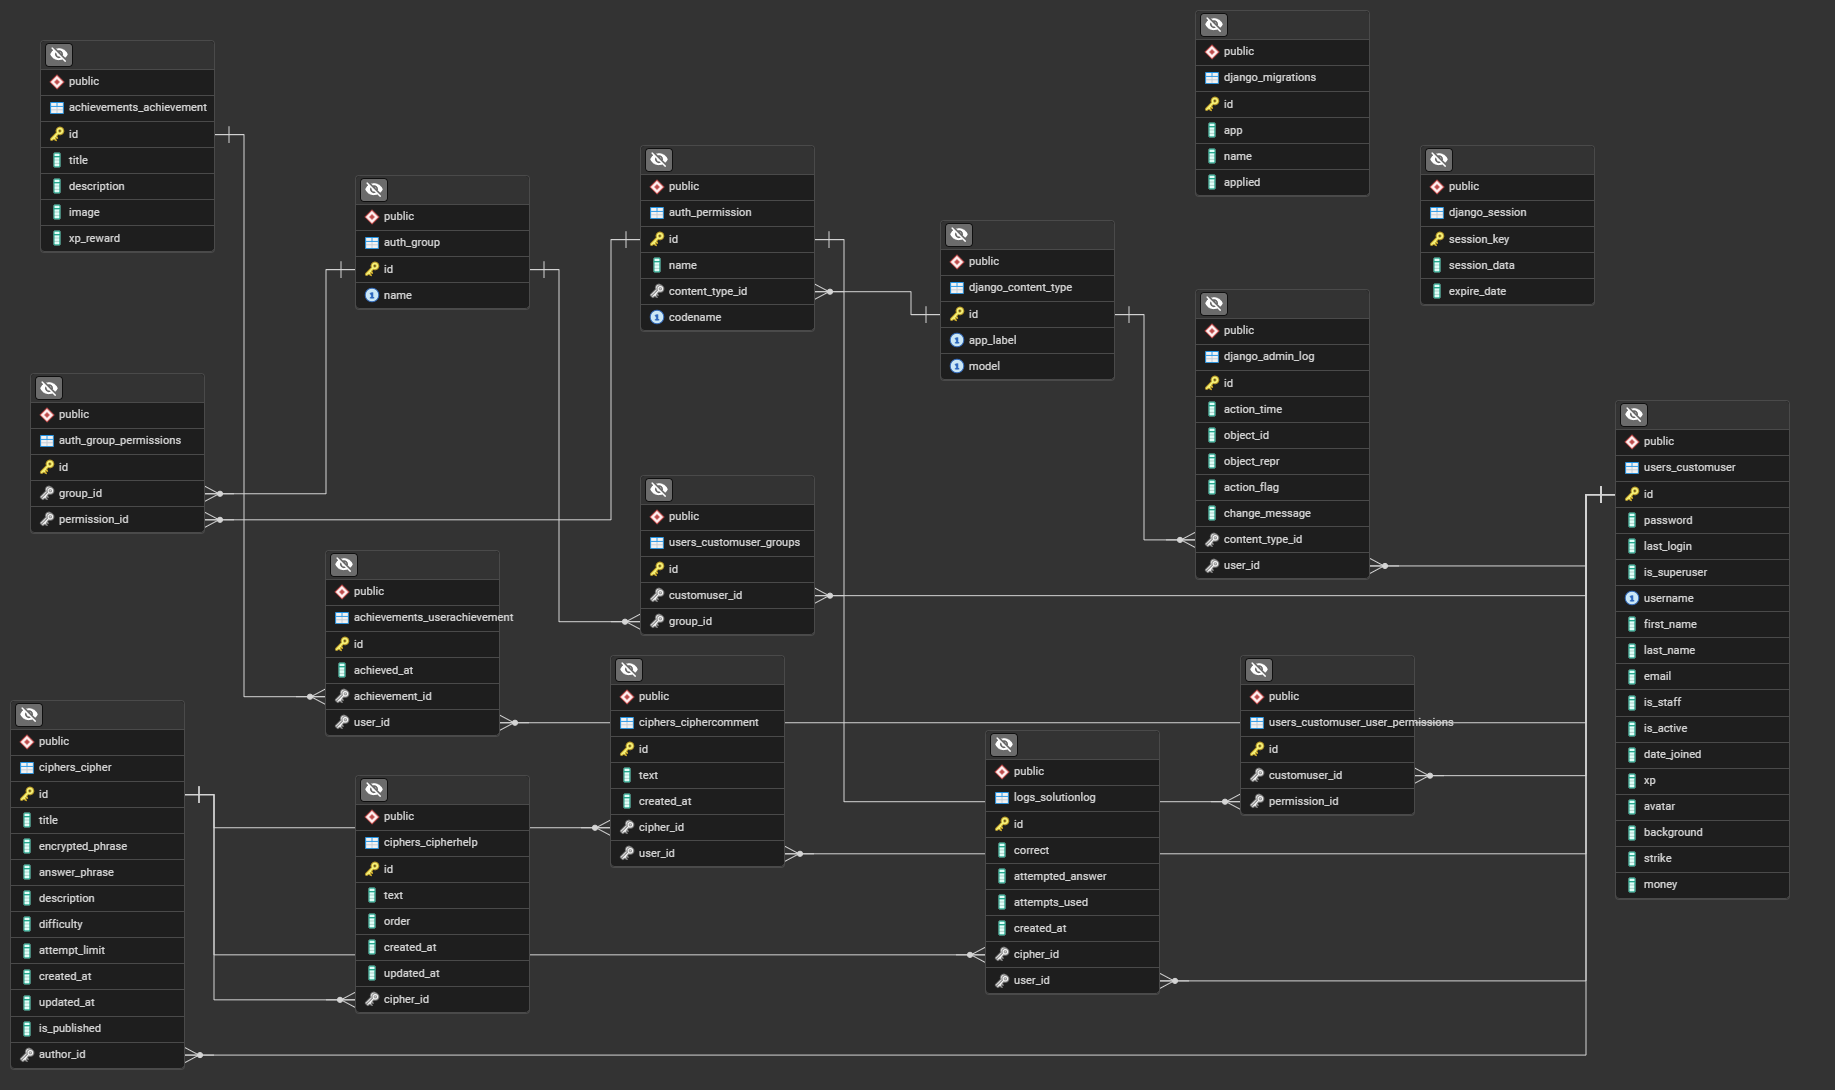 public
achievements_achievement
id
title
description
image
xp_reward
public
auth_group
id
name
public
auth_permission
id
name
content_type_id
codename
public
django_content_type
id
app_label
model
public
django_migrations
id
app
name
applied
public
django_session
session_key
session_data
expire_date
public
django_admin_log
id
action_time
object_id
object_repr
action_flag
change_message
content_type_id
user_id
public
auth_group_permissions
id
group_id
permission_id
public
users_customuser_groups
id
customuser_id
group_id
public
users_customuser
id
password
last_login
is_superuser
username
first_name
last_name
email
is_staff
is_active
date_joined
xp
avatar
background
strike
money
public
achievements_userachievement
id
achieved_at
achievement_id
user_id
public
ciphers_ciphercomment
id
text
created_at
cipher_id
user_id
public
users_customuser_user_permissions
id
customuser_id
permission_id
public
ciphers_cipher
id
title
encrypted_phrase
answer_phrase
description
difficulty
attempt_limit
created_at
updated_at
is_published
author_id
public
ciphers_cipherhelp
id
text
order
created_at
updated_at
cipher_id
public
logs_solutionlog
id
correct
attempted_answer
attempts_used
created_at
cipher_id
user_id